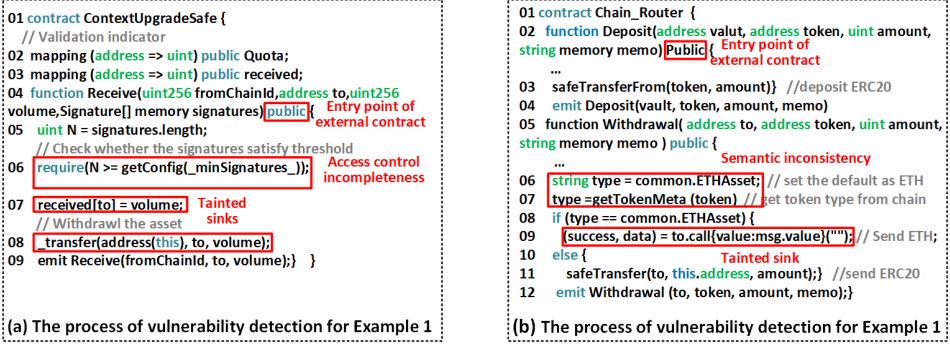 01 contract ContextUpgradeSafe {
// Validation indicator
02 mapping (address => uint) public Quota;
03 mapping (address => uint) public received;
04 function Receive(uint256 fromChainId,address to,uint256
volume,Signature[] memory signatures) public {
Entry point of
external contract
05 uint N = signatures.length;
// Check whether the signatures satisfy threshold
06 require(N >= getConfig(_minSignatures_));
Access control
incompleteness
07 received[to] = volume;
Tainted
sinks
// Withdrawl the asset
08 _transfer(address(this), to, volume);
09 emit Receive(fromChainId, to, volume);} }
(a) The process of vulnerability detection for Example 1
01 contract Chain_Router {
02 function Deposit(address valut, address token, uint amount,
string memory memo) Public {
Entry point of
external contract
...
03 safeTransferFrom(token, amount)} //deposit ERC20
04 emit Deposit(vault, token, amount, memo)
05 function Withdrawal( address to, address token, uint amount,
string memory memo ) public {
...
Semantic inconsistency
06 string type = common.ETHAsset; // set the default as ETH
07 type =getTokenMeta (token) // get token type from chain
08 if (type == common.ETHAsset) {
09 (success, data) = to.call{value:msg.value}(""); // Send ETH;
10 else {
Tainted sink
11 safeTransfer(to, this.address, amount);} //send ERC20
12 emit Withdrawal (to, token, amount, memo);}
(b) The process of vulnerability detection for Example 1